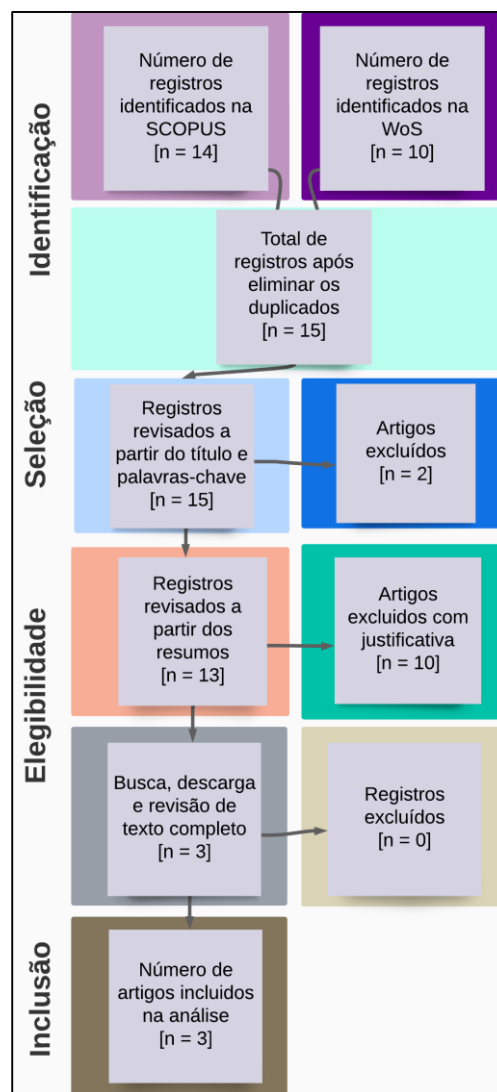 Identificação
Número de
registros
identificados na
SCOPUS
[n = 14]
Número de
registros
identificados na
WoS
[n = 10]
Total de
registros após
eliminar os
duplicados
[n = 15]
Seleção
Registros
revisados a
partir do título e
palavras-chave
[n = 15]
Artigos
excluídos
[n = 2]
Elegibilidade
Registros
revisados a
partir dos
resumos
[n = 13]
Artigos
excluidos com
justificativa
[n = 10]
Busca, descarga
e revisão de
texto completo
[n = 3]
Registros
excluídos
[n = 0]
Inclusão
Número de
artigos incluidos
na análise
[n = 3]